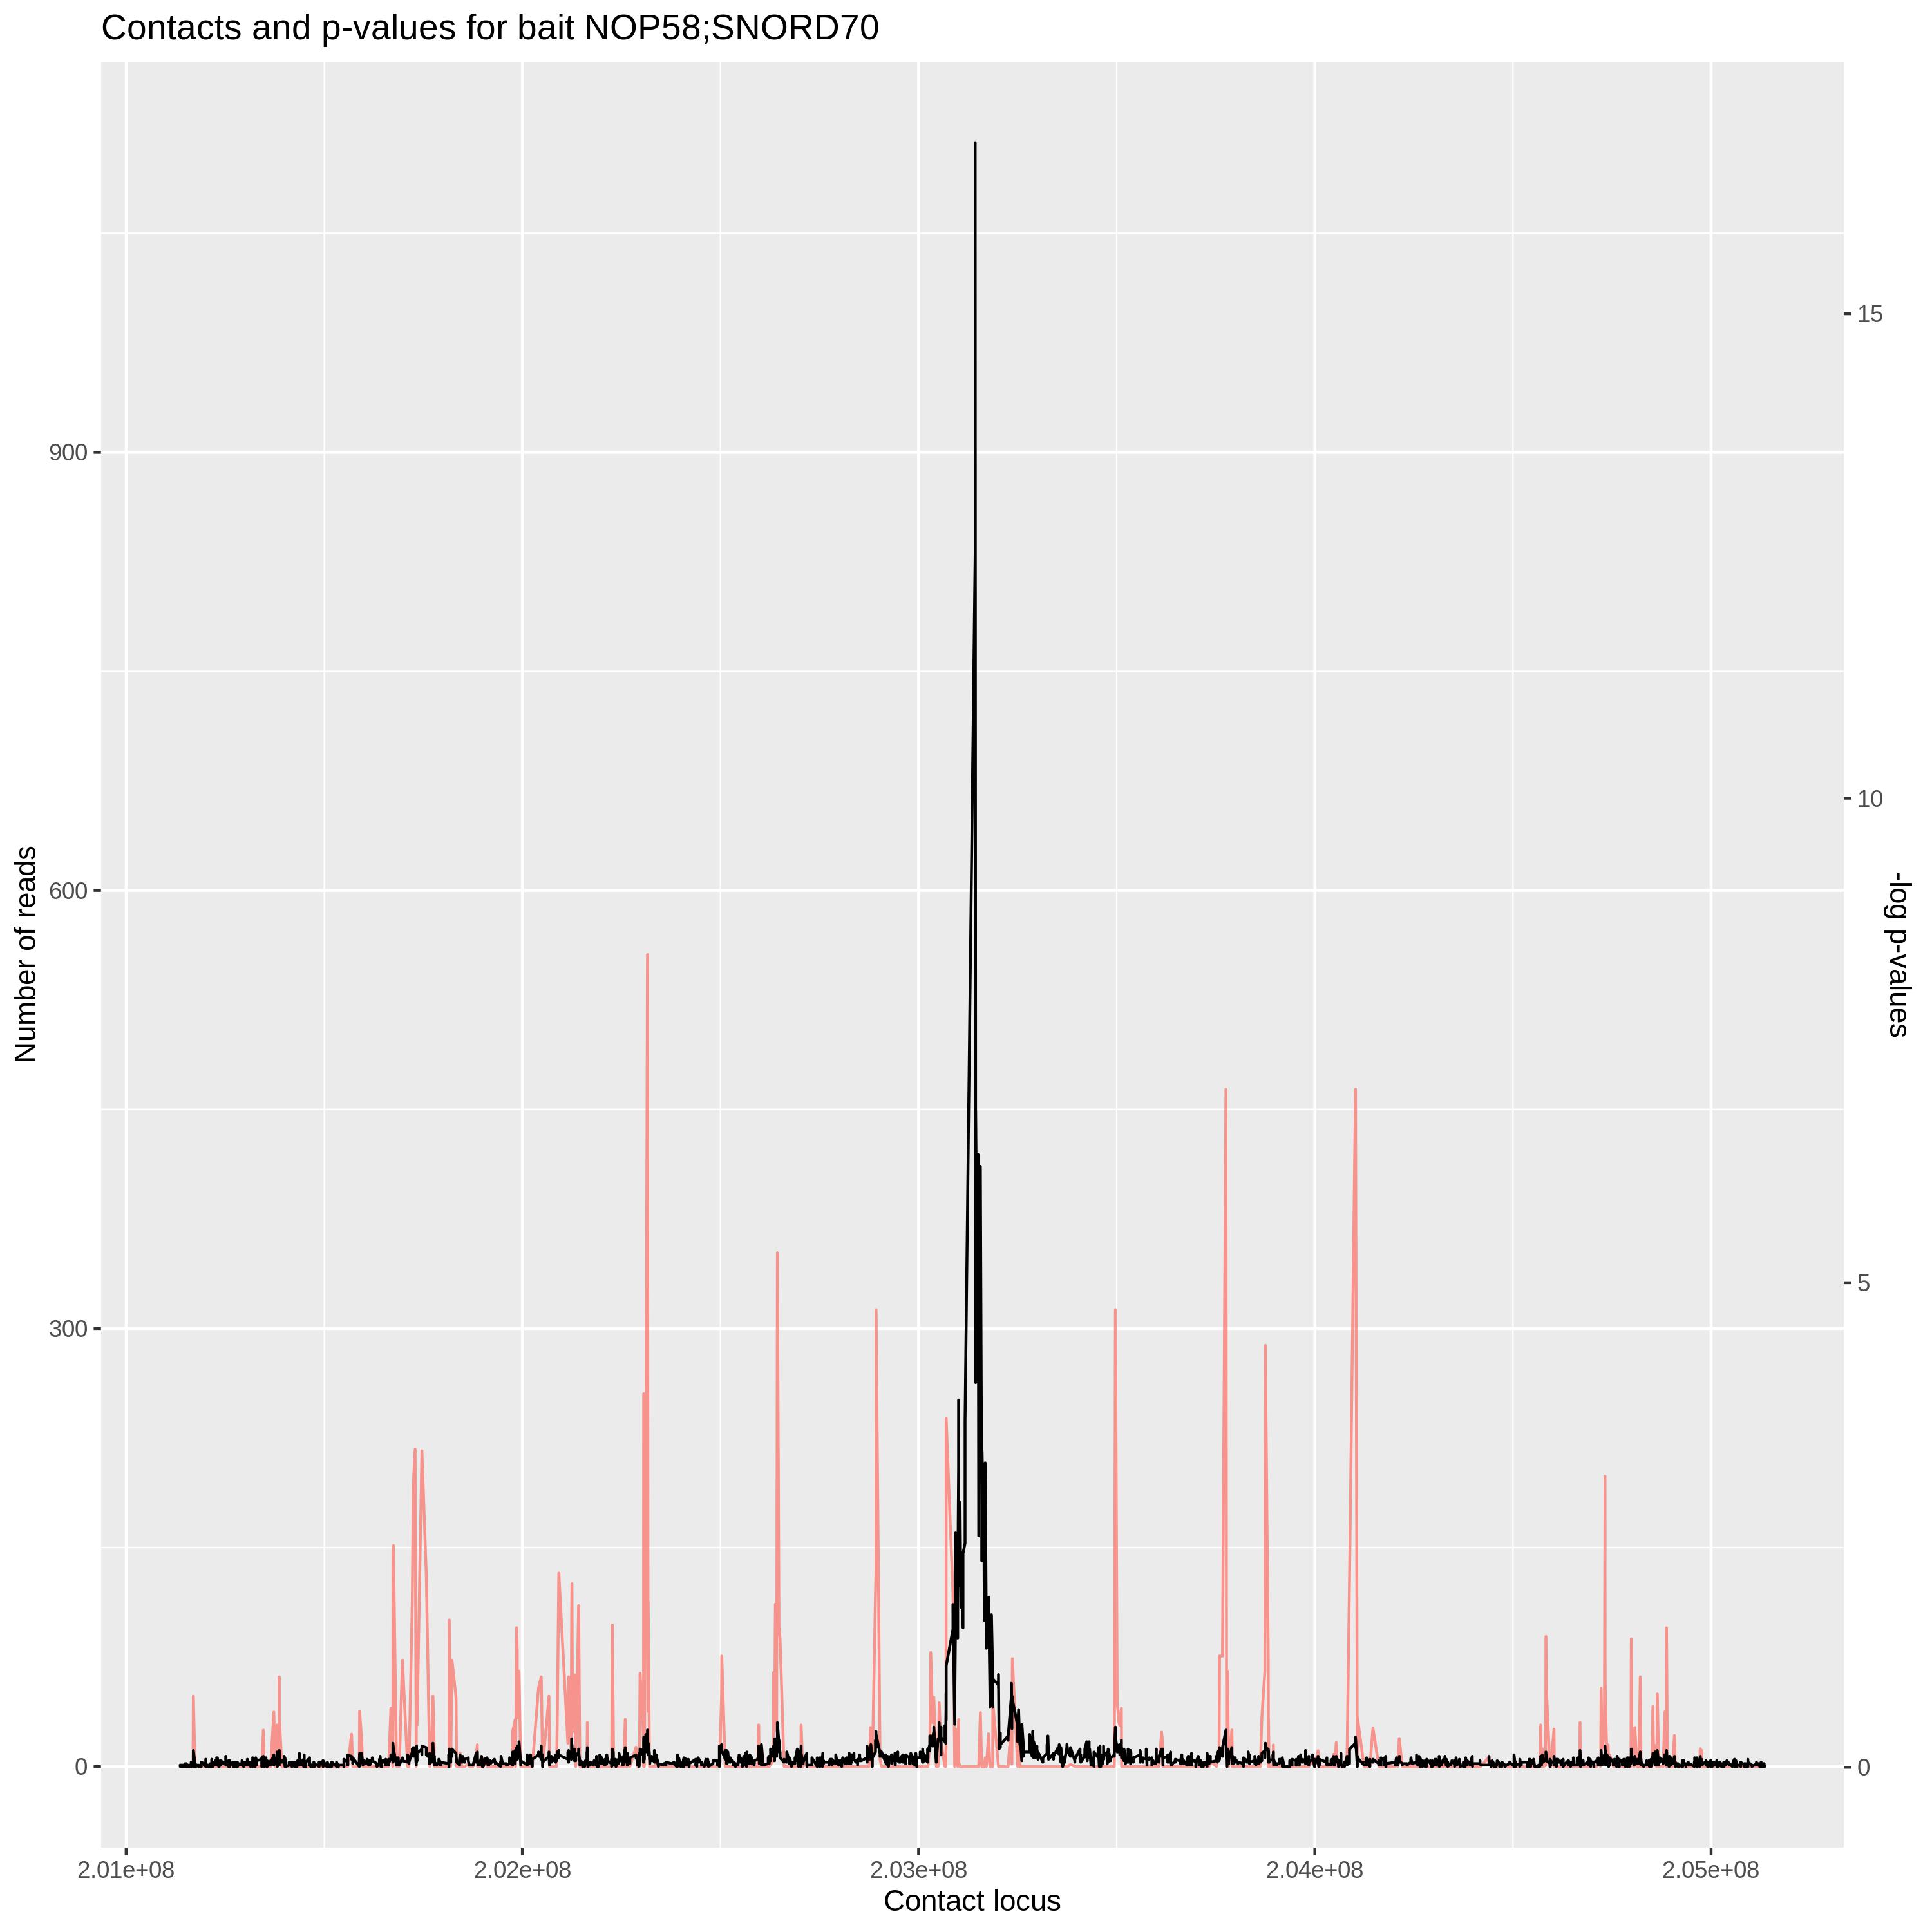 Contacts and p-values for bait NOP58;SNORD70
900
600
300
0
15
10
5
0
Number of reads
-log p-values
2.01e+08 2.02e+08 2.03e+08 2.04e+08 2.05e+08
Contact locus